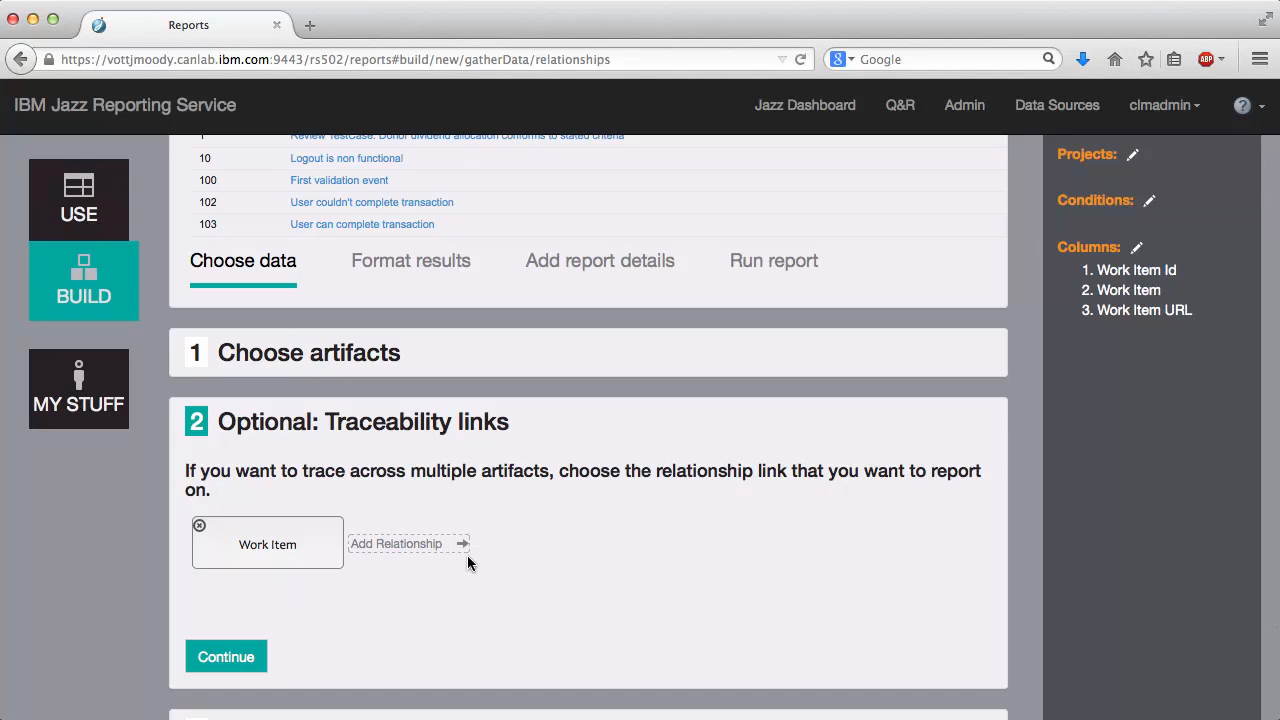 Reports
https://vottjmoody.canlab.ibm.com:9443/rs502/reports#build/new/gatherData/relationships
Google
ABP
IBM Jazz Reporting Service
Jazz Dashboard Q&R Admin Data Sources clmadmin ?
USE
BUILD
MY STUFF
1 Review TestCase: Donor dividend allocation conforms to stated criteria
10 Logout is non functional
100 First validation event
102 User couldn't complete transaction
103 User can complete transaction
Choose data Format results Add report details Run report
1 Choose artifacts
2 Optional: Traceability links
If you want to trace across multiple artifacts, choose the relationship link that you want to report
on.
Work Item Add Relationship
Continue
Projects:
Conditions:
Columns:
1. Work Item Id
2. Work Item
3. Work Item URL